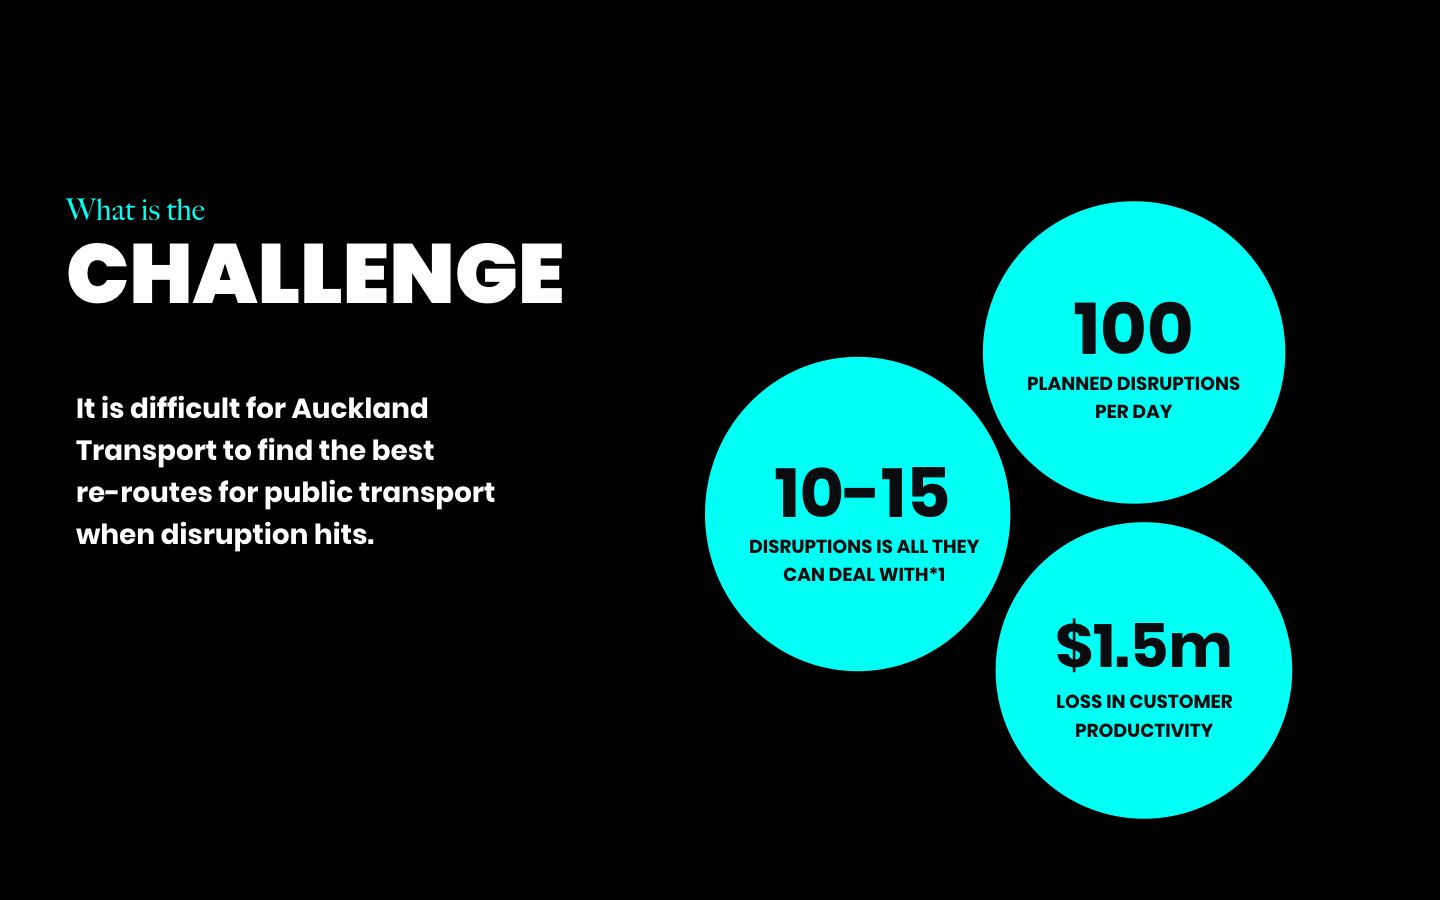 What is the
CHALLENGE
It is difficult for Auckland
Transport to find the best
re-routes for public transport
when disruption hits.
100
PLANNED DISRUPTIONS
PER DAY
10-15
DISRUPTIONS IS ALL THEY
CAN DEAL WITH*1
$1.5m
LOSS IN CUSTOMER
PRODUCTIVITY